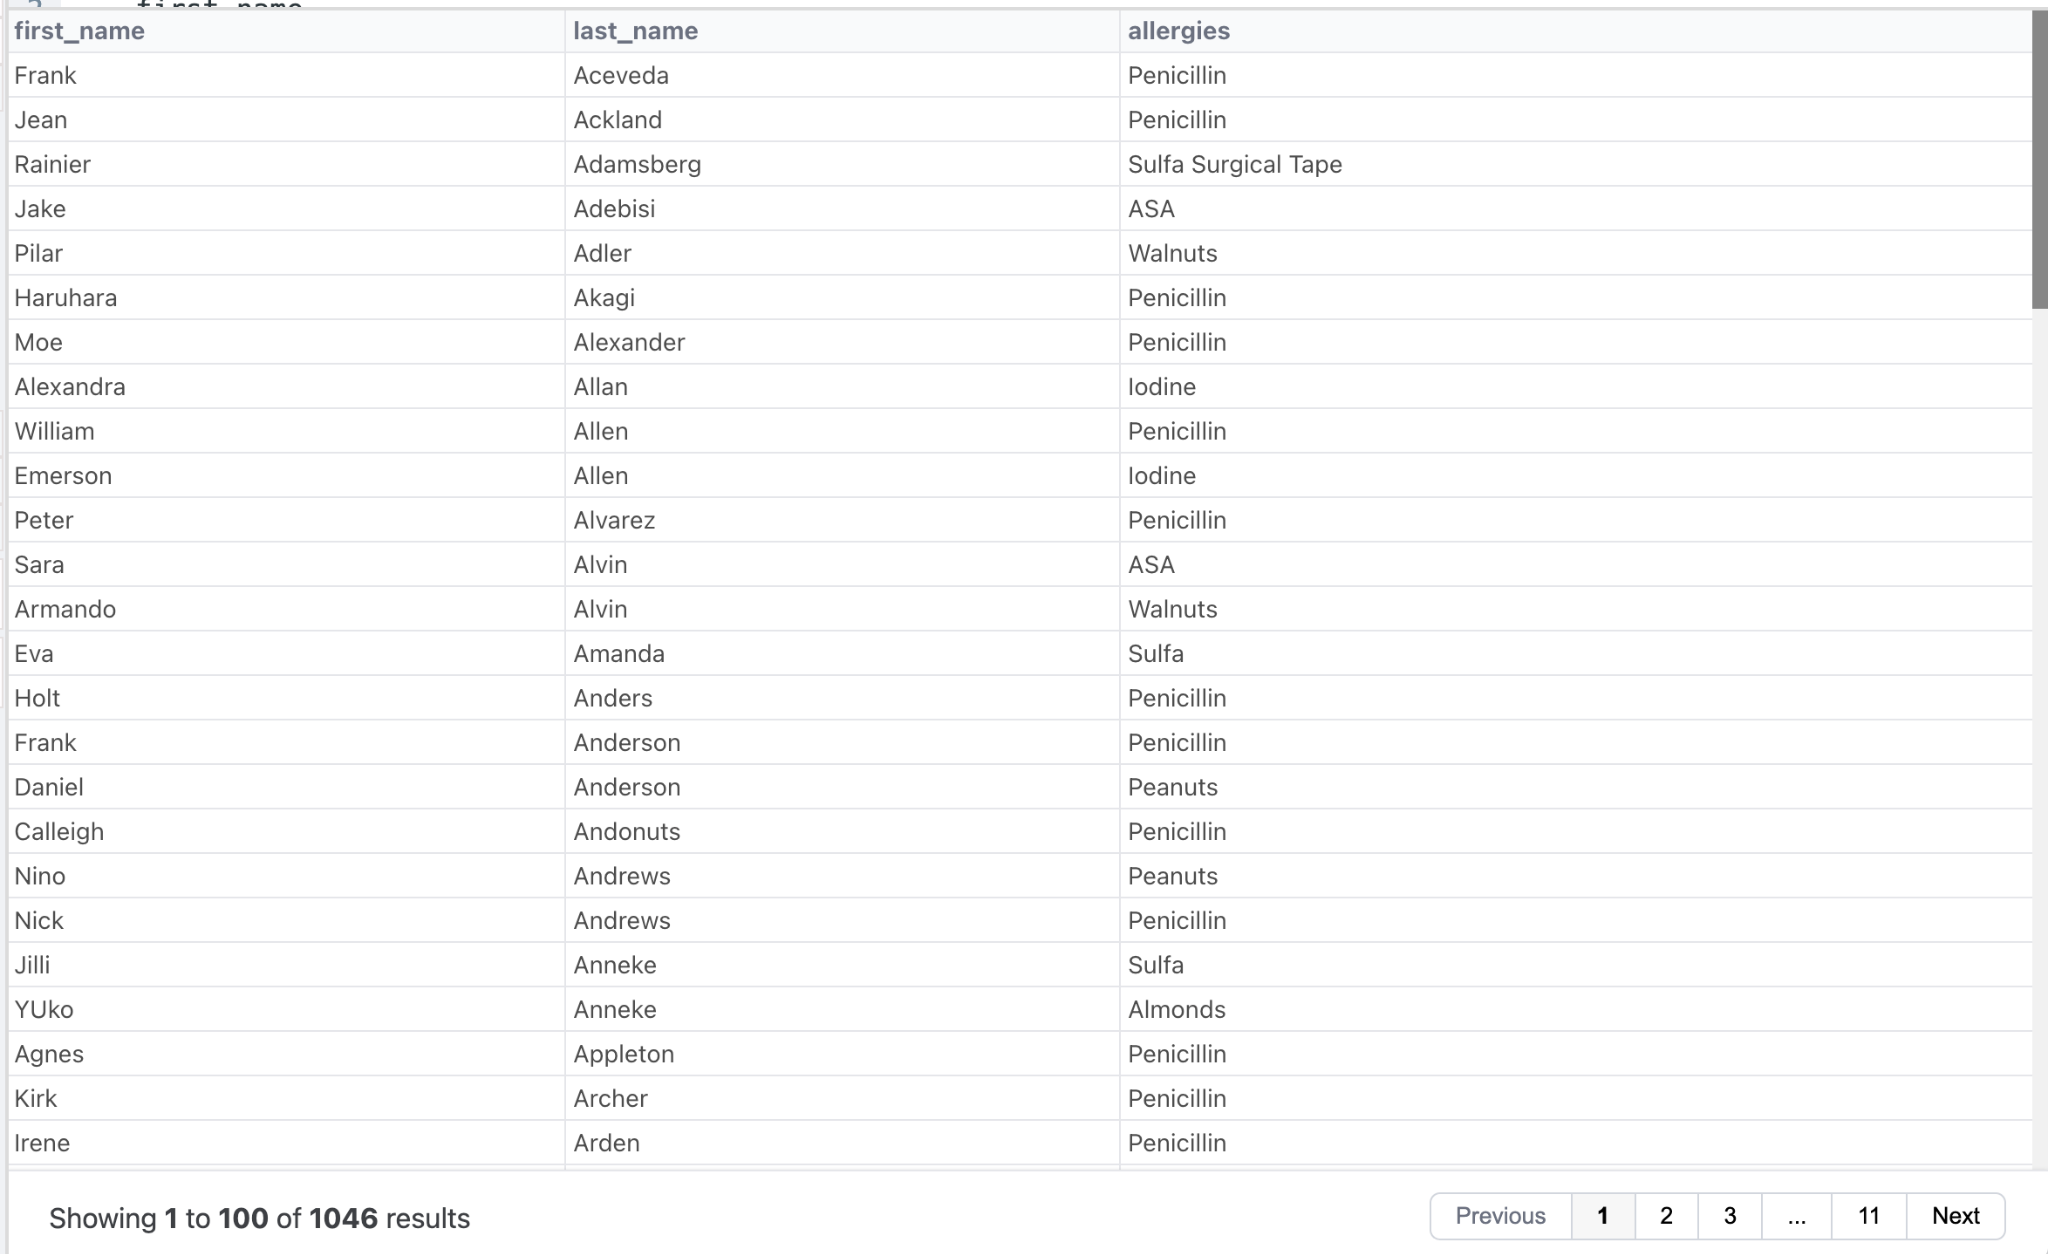 first_name last_name allergies
Frank Aceveda Penicillin
Jean Ackland Penicillin
Rainier Adamsberg Sulfa Surgical Tape
Jake Adebisi ASA
Pilar Adler Walnuts
Haruhara Akagi Penicillin
Moe Alexander Penicillin
Alexandra Allan Iodine
William Allen Penicillin
Emerson Allen Iodine
Peter Alvarez Penicillin
Sara Alvin ASA
Armando Alvin Walnuts
Eva Amanda Sulfa
Holt Anders Penicillin
Frank Anderson Penicillin
Daniel Anderson Peanuts
Calleigh Andonuts Penicillin
Nino Andrews Peanuts
Nick Andrews Penicillin
Jilli Anneke Sulfa
YUko Anneke Almonds
Agnes Appleton Penicillin
Kirk Archer Penicillin
Irene Arden Penicillin
Showing 1 to 100 of 1046 results Previous 1 2 3 ... 11 Next